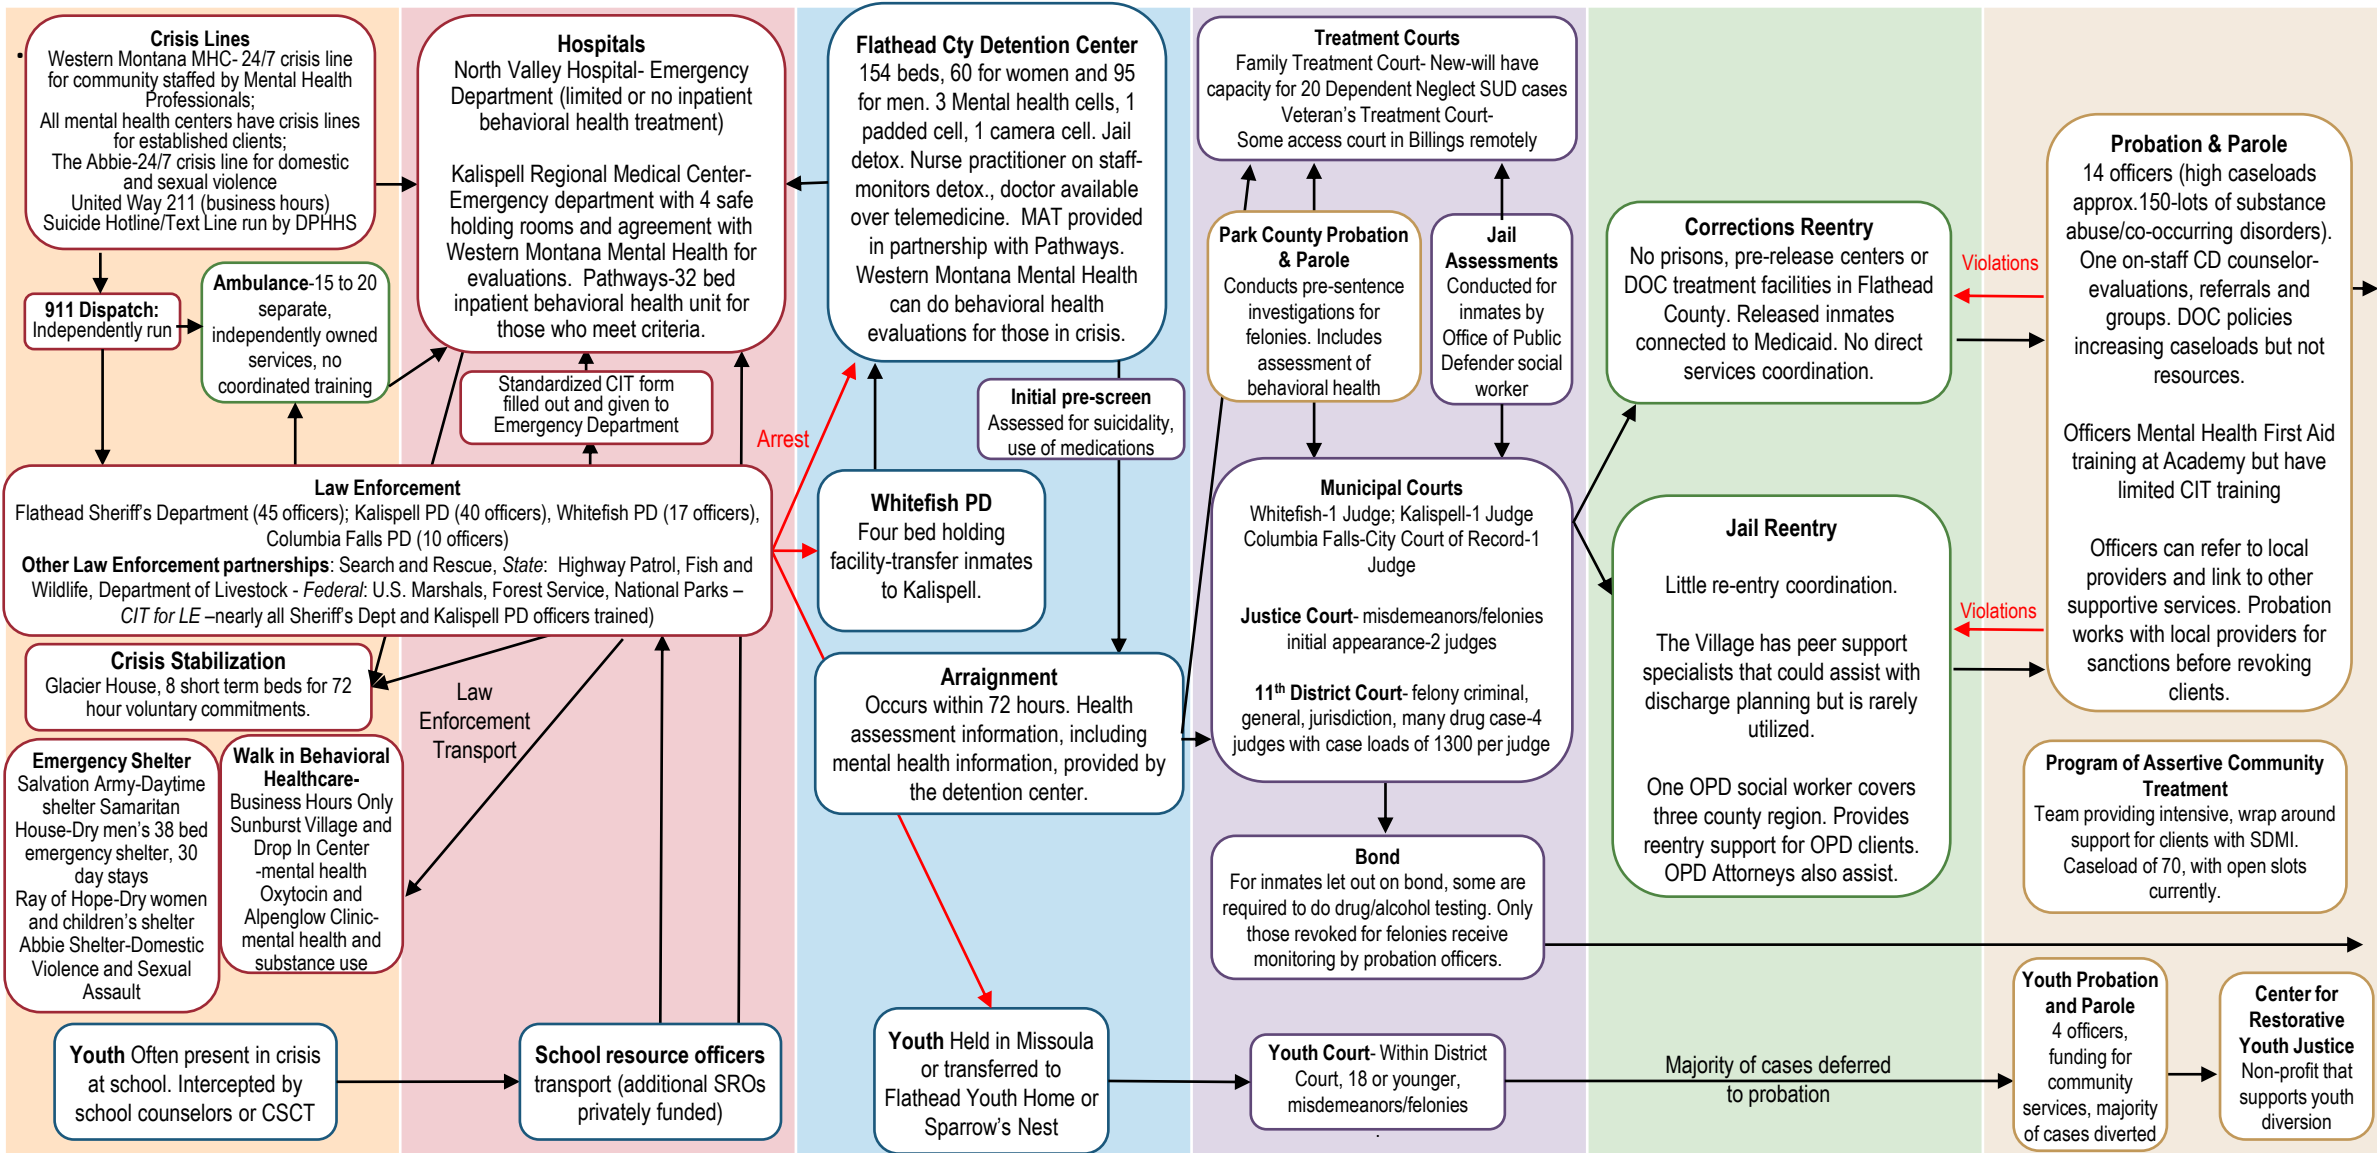 Crisis Lines
Western Montana MHC- 24/7 crisis line
for community staffed by Mental Health
Professionals;
All mental health centers have crisis lines
for established clients;
The Abbie-24/7 crisis line for domestic
and sexual violence
United Way 211 (business hours)
Suicide Hotline/Text Line run by DPHHS
911 Dispatch:
Independently run
Ambulance-15 to 20
separate,
independently owned
services, no
coordinated training
Hospitals
North Valley Hospital- Emergency
Department (limited or no inpatient
behavioral health treatment)
Kalispell Regional Medical Center-
Emergency department with 4 safe
holding rooms and agreement with
Western Montana Mental Health for
evaluations. Pathways-32 bed
inpatient behavioral health unit for
those who meet criteria.
Standardized CIT form
filled out and given to
Emergency Department
Arrest
Law Enforcement
Flathead Sheriff's Department (45 officers); Kalispell PD (40 officers), Whitefish PD (17 officers),
Columbia Falls PD (10 officers)
Other Law Enforcement partnerships: Search and Rescue, State: Highway Patrol, Fish and
Wildlife, Department of Livestock - Federal: U.S. Marshals, Forest Service, National Parks –
CIT for LE –nearly all Sheriff's Dept and Kalispell PD officers trained)
Crisis Stabilization
Glacier House, 8 short term beds for 72
hour voluntary commitments.
Law
Enforcement
Transport
Emergency Shelter
Salvation Army-Daytime
shelter Samaritan
House-Dry men's 38 bed
emergency shelter, 30
day stays
Ray of Hope-Dry women
and children's shelter
Abbie Shelter-Domestic
Violence and Sexual
Assault
Walk in Behavioral
Healthcare-
Business Hours Only
Sunburst Village and
Drop In Center
-mental health
Oxytocin and
Alpenglow Clinic-
mental health and
substance use
Youth Often present in crisis
at school. Intercepted by
school counselors or CSCT
School resource officers
transport (additional SROs
privately funded)
Flathead Cty Detention Center
154 beds, 60 for women and 95
for men. 3 Mental health cells, 1
padded cell, 1 camera cell. Jail
detox. Nurse practitioner on staff-
monitors detox., doctor available
over telemedicine. MAT provided
in partnership with Pathways.
Western Montana Mental Health
can do behavioral health
evaluations for those in crisis.
Initial pre-screen
Assessed for suicidality,
use of medications
Whitefish PD
Four bed holding
facility-transfer inmates
to Kalispell.
Arraignment
Occurs within 72 hours. Health
assessment information, including
mental health information, provided by
the detention center.
Youth Held in Missoula
or transferred to
Flathead Youth Home or
Sparrow's Nest
Treatment Courts
Family Treatment Court- New-will have
capacity for 20 Dependent Neglect SUD cases
Veteran's Treatment Court-
Some access court in Billings remotely
Park County Probation
& Parole
Conducts pre-sentence
investigations for
felonies. Includes
assessment of
behavioral health
Jail
Assessments
Conducted for
inmates by
Office of Public
Defender social
worker
Municipal Courts
Whitefish-1 Judge; Kalispell-1 Judge
Columbia Falls-City Court of Record-1
Judge
Justice Court- misdemeanors/felonies
initial appearance-2 judges
11th District Court- felony criminal,
general, jurisdiction, many drug case-4
judges with case loads of 1300 per judge
Bond
For inmates let out on bond, some are
required to do drug/alcohol testing. Only
those revoked for felonies receive
monitoring by probation officers.
Youth Court- Within District
Court, 18 or younger,
misdemeanors/felonies
Corrections Reentry
No prisons, pre-release centers or
DOC treatment facilities in Flathead
County. Released inmates
connected to Medicaid. No direct
services coordination.
Violations
Jail Reentry
Little re-entry coordination.
The Village has peer support
specialists that could assist with
discharge planning but is rarely
utilized.
One OPD social worker covers
three county region. Provides
reentry support for OPD clients.
OPD Attorneys also assist.
Violations
Majority of cases deferred
to probation
Probation & Parole
14 officers (high caseloads
approx.150-lots of substance
abuse/co-occurring disorders).
One on-staff CD counselor-
evaluations, referrals and
groups. DOC policies
increasing caseloads but not
resources.
Officers Mental Health First Aid
training at Academy but have
limited CIT training
Officers can refer to local
providers and link to other
supportive services. Probation
works with local providers for
sanctions before revoking
clients.
Program of Assertive Community
Treatment
Team providing intensive, wrap around
support for clients with SDMI.
Caseload of 70, with open slots
currently.
Youth Probation
and Parole
4 officers,
funding for
community
services, majority
of cases diverted
Center for
Restorative
Youth Justice
Non-profit that
supports youth
diversion